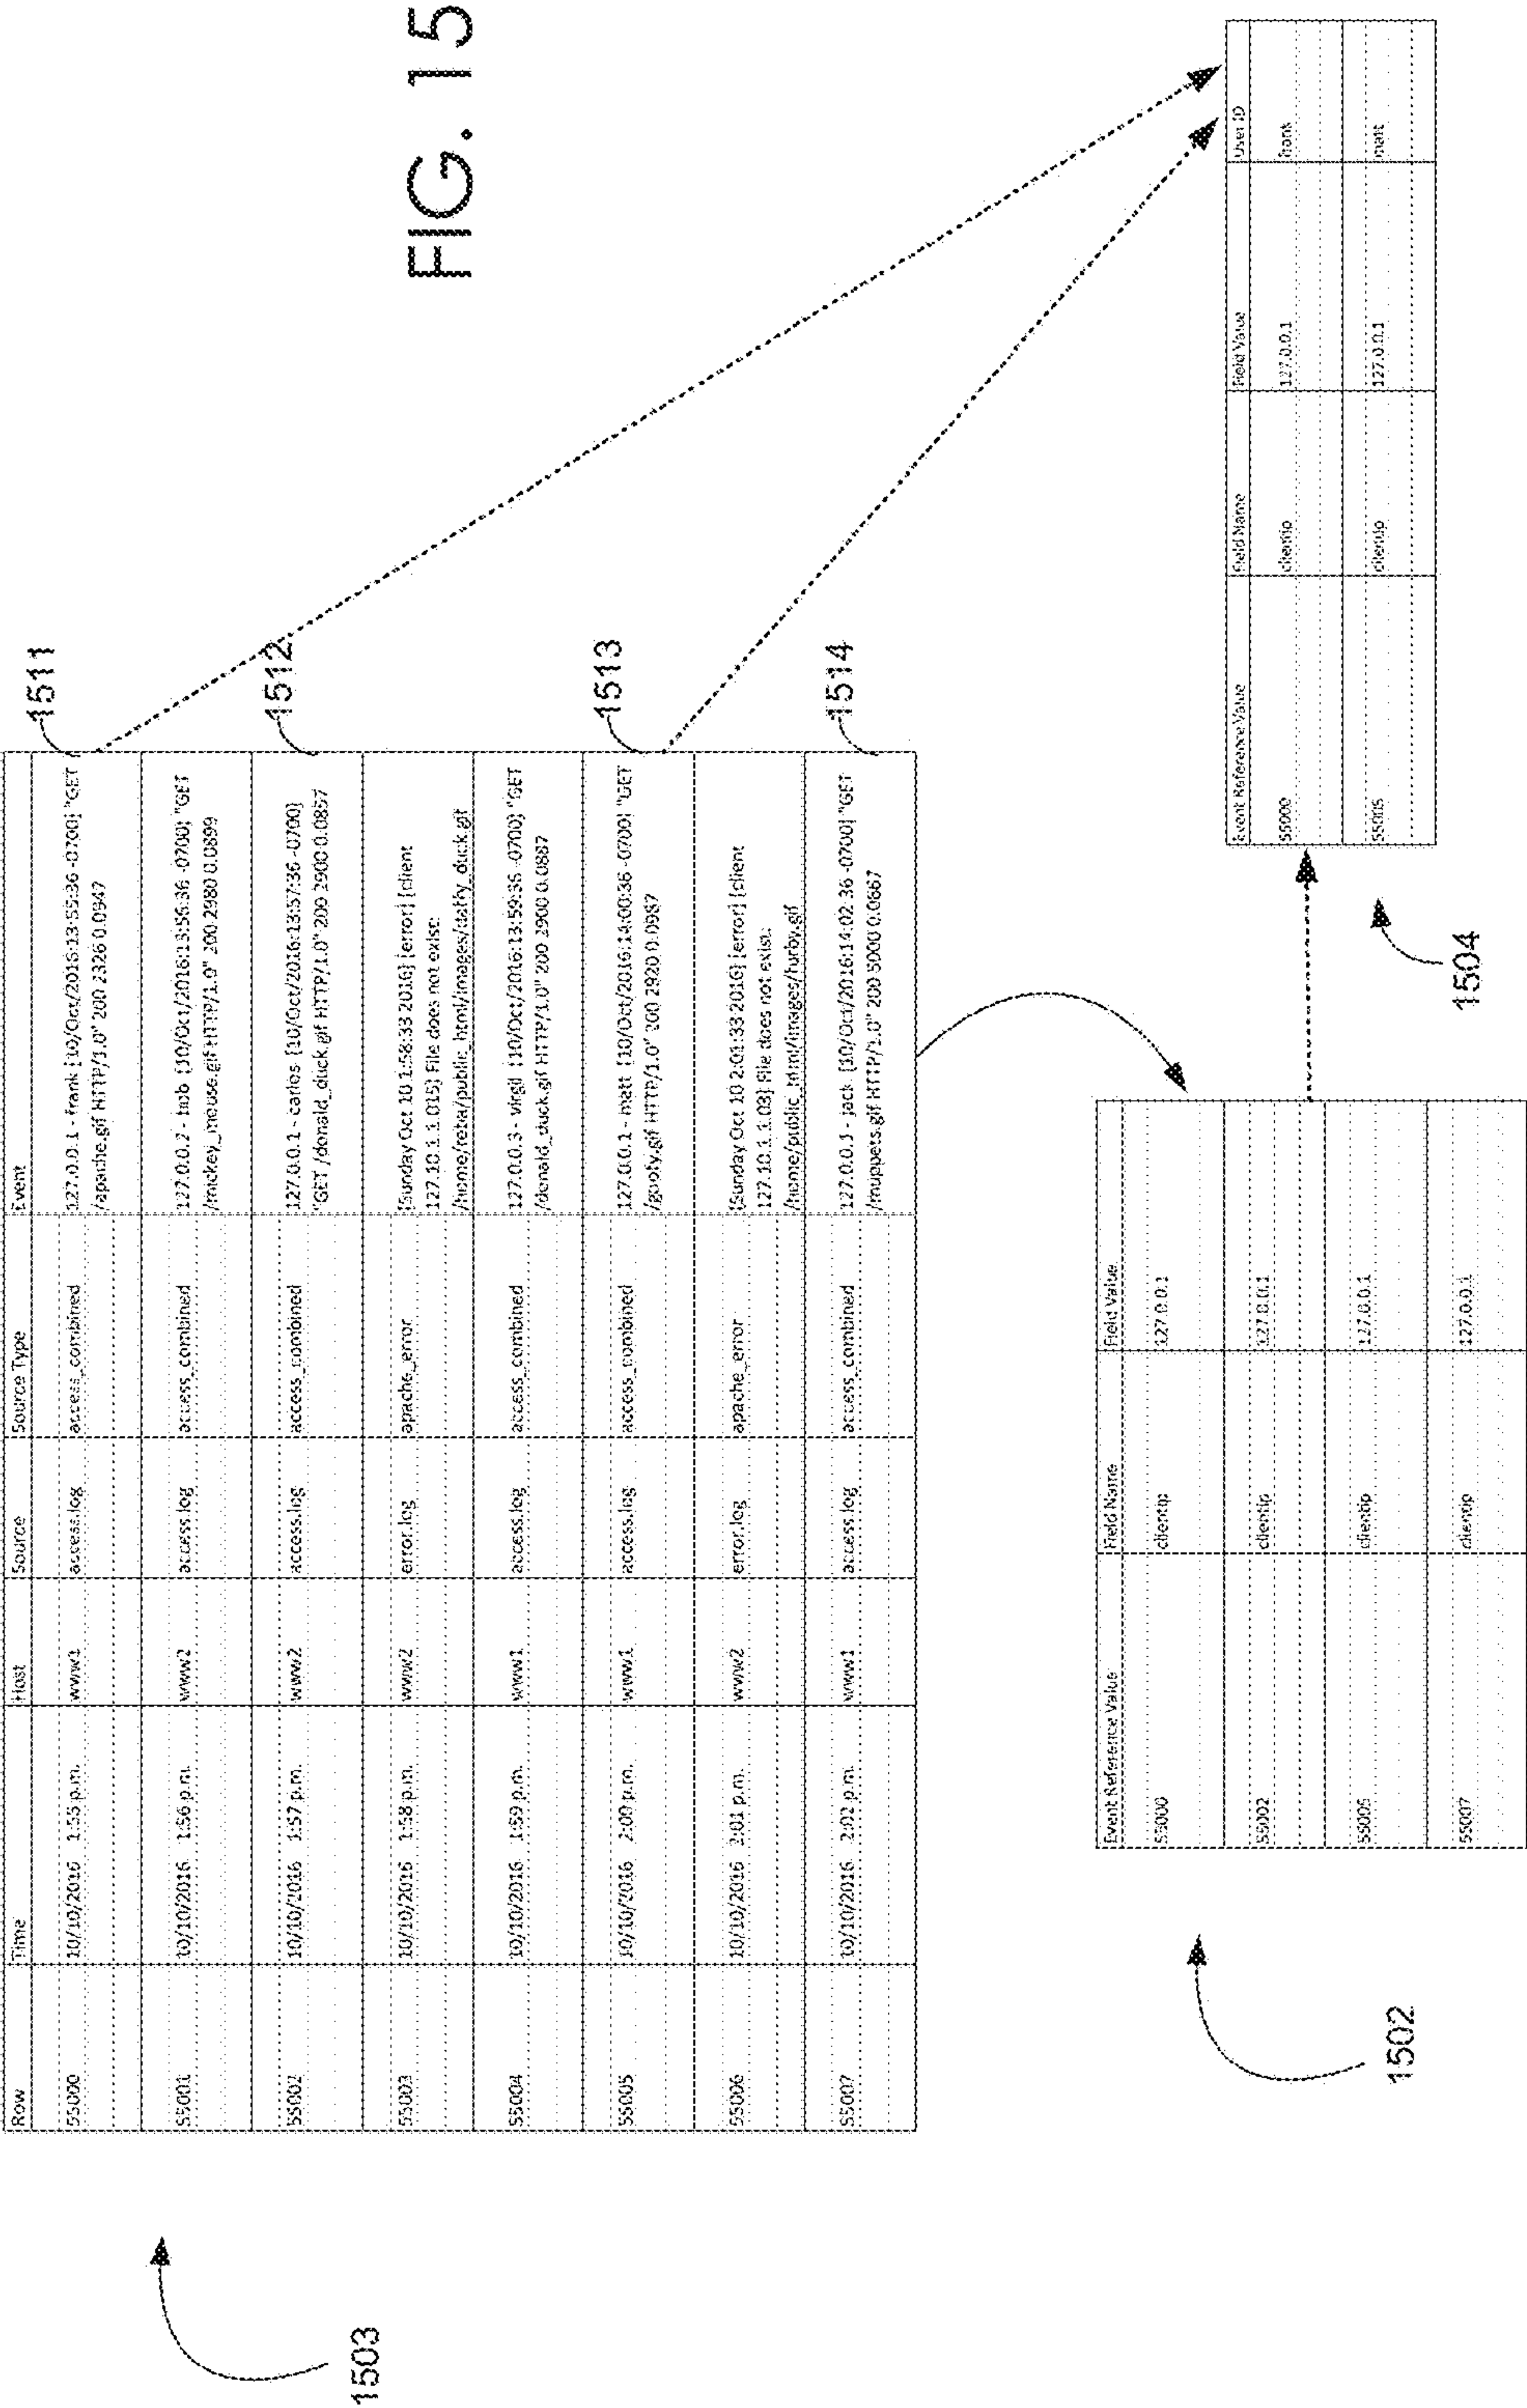 FIG. 15
1503
Row Time Host Source Source Type Event
55000 10/10/2016 1:55 p.m. www1 access.log access_combined 127.0.0.1 - frank [10/Oct/2016:13:55:36 -0700] "GET
/apache.gif HTTP/1.0" 200 2326 0.0947
1511
55001 10/10/2016 1:56 p.m. www2 access.log access_combined 127.0.0.2 - bob [10/Oct/2016:13:56:36 -0700] "GET
/mickey_mouse.gif HTTP/1.0" 200 2980 0.0899
55002 10/10/2016 1:57 p.m. www2 access.log access_combined 127.0.0.1 - carlos [10/Oct/2016:13:57:36 -0700]
"GET /donald_duck.gif HTTP/1.0" 200 2900 0.0857
1512
55003 10/10/2016 1:58 p.m. www2 error.log apache_error [Sunday Oct 10 1:58:33 2016] [error] [client
127.10.1.1.015] File does not exist:
/home/reba/public_html/images/daffy_duck.gif
55004 10/10/2016 1:59 p.m. www1 access.log access_combined 127.0.0.3 - virgil [10/Oct/2016:13:59:36 -0700] "GET
/donald_duck.gif HTTP/1.0" 200 2900 0.0887
55005 10/10/2016 2:00 p.m. www1 access.log access_combined 127.0.0.1 - matt [10/Oct/2016:14:00:36 -0700] "GET
/goofy.gif HTTP/1.0" 200 2920 0.0987
1513
55006 10/10/2016 2:01 p.m. www2 error.log apache_error [Sunday Oct 10 2:01:33 2016] [error] [client
127.10.1.1.03] File does not exist:
/home/public_html/images/furby.gif
55007 10/10/2016 2:02 p.m. www1 access.log access_combined 127.0.0.1 - jack [10/Oct/2016:14:02:36 -0700] "GET
/muppets.gif HTTP/1.0" 200 5000 0.0667
1514
1502
Event Reference Value Field Name Field Value
55000 clientip 127.0.0.1
55002 clientip 127.0.0.1
55005 clientip 127.0.0.1
55007 clientip 127.0.0.1
1504
Event Reference Value Field Name Field Value User ID
55000 clientip 127.0.0.1 frank
55005 clientip 127.0.0.1 matt